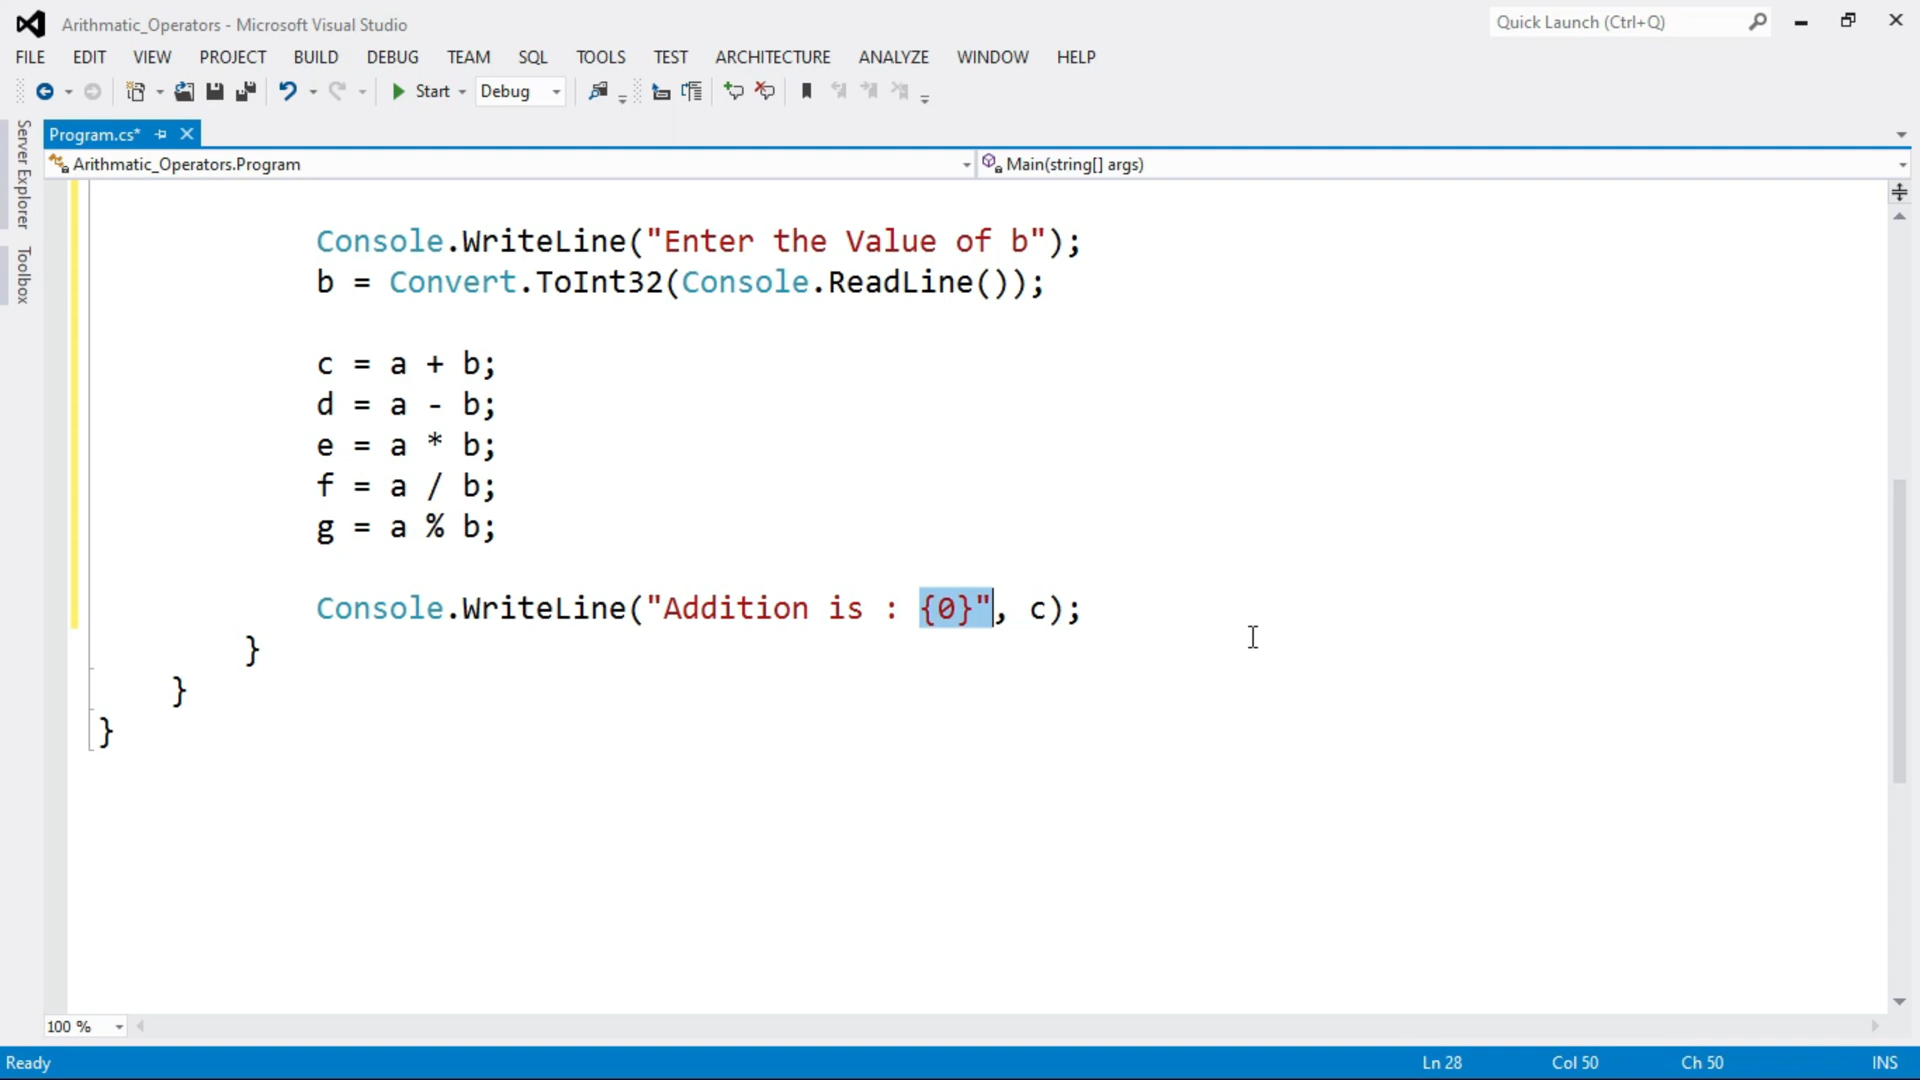 Arithmatic_Operators - Microsoft Visual Studio
Quick Launch (Ctrl+Q)
FILE EDIT VIEW PROJECT BUILD DEBUG TEAM SQL TOOLS TEST ARCHITECTURE ANALYZE WINDOW HELP
Start Debug
Server Explorer
Toolbox
Program.cs*
Arithmatic_Operators.Program
Main(string[] args)
Console.WriteLine("Enter the Value of b");
b = Convert.ToInt32(Console.ReadLine());
c = a + b;
d = a - b;
e = a * b;
f = a / b;
g = a % b;
Console.WriteLine("Addition is : {0}", c);
}
}
}
100 %
Ready
Ln 28 Col 50 Ch 50 INS